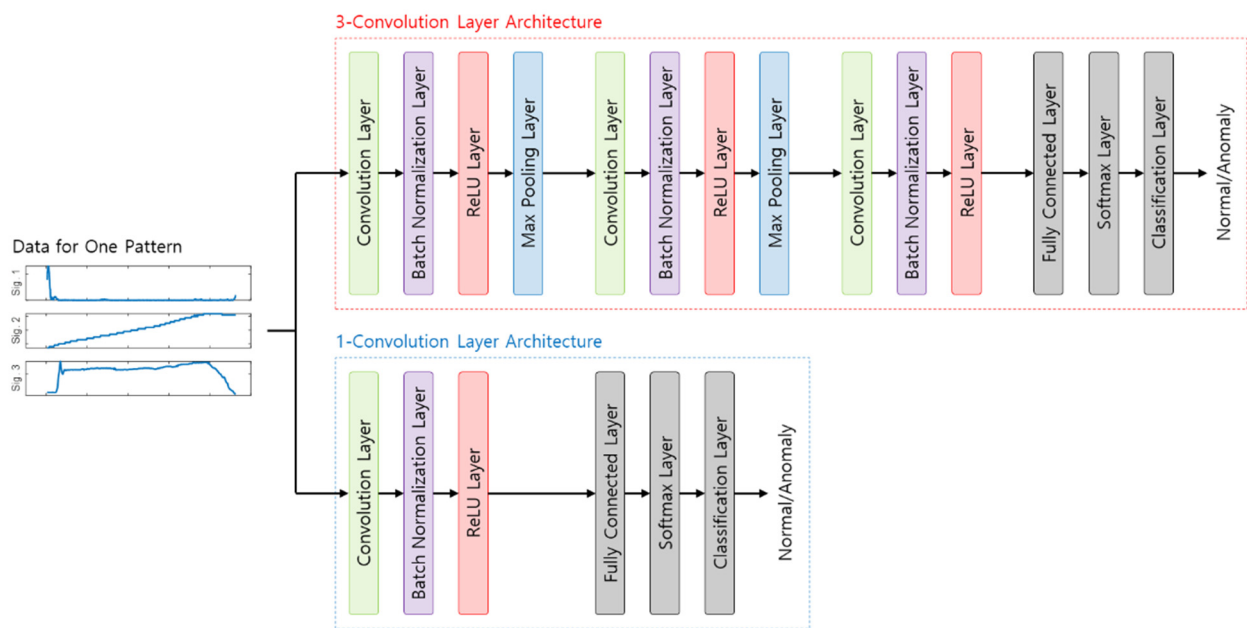 3-Convolution Layer Architecture
Convolution Layer
Batch Normalization Layer
ReLU Layer
Max Pooling Layer
Convolution Layer
Batch Normalization Layer
ReLU Layer
Max Pooling Layer
Convolution Layer
Batch Normalization Layer
ReLU Layer
Fully Connected Layer
Softmax Layer
Classification Layer
Normal/Anomaly
Data for One Pattern
Sig. 1
Sig. 2
Sig. 3
1-Convolution Layer Architecture
Convolution Layer
Batch Normalization Layer
ReLU Layer
Fully Connected Layer
Softmax Layer
Classification Layer
Normal/Anomaly